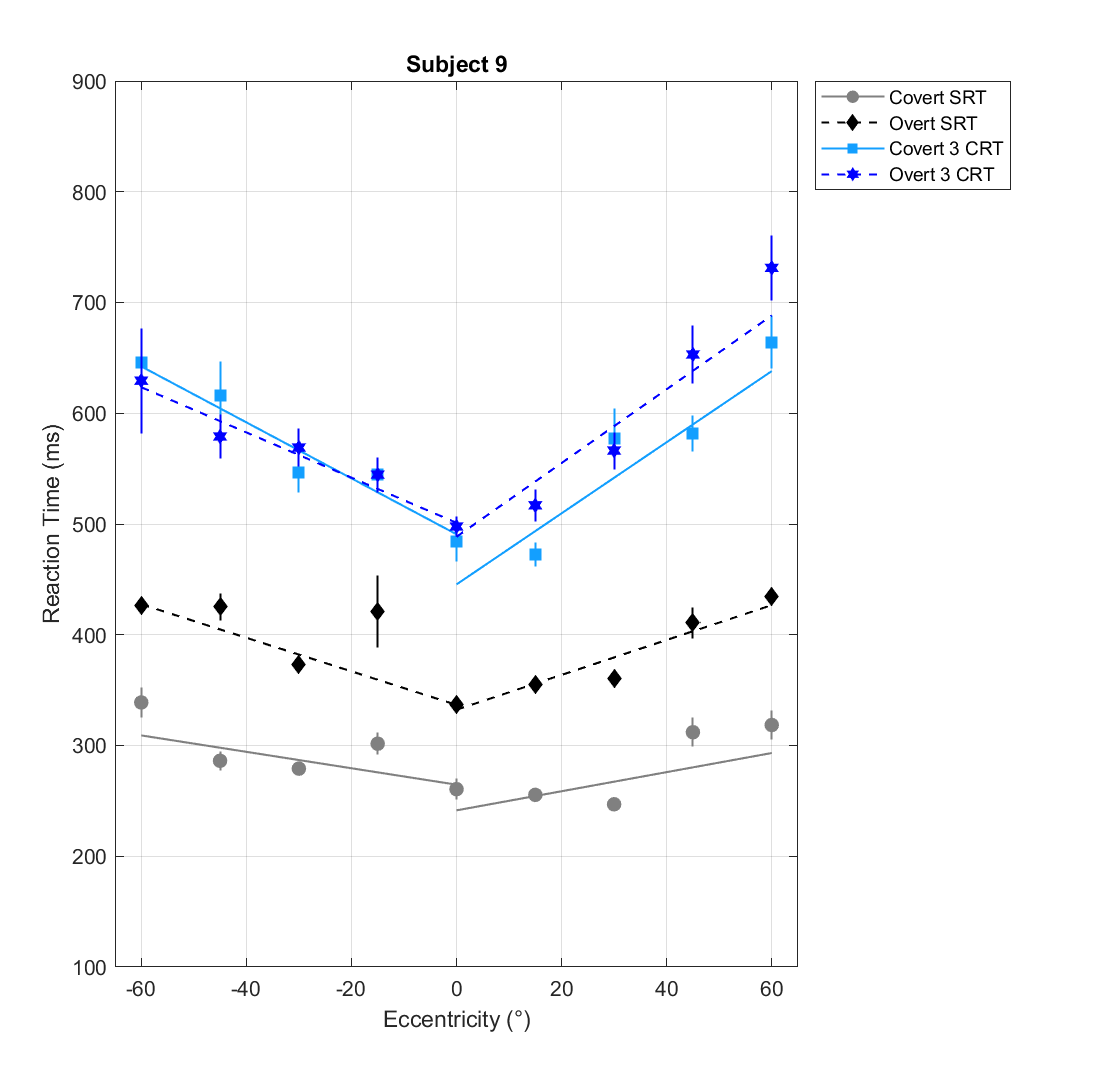 Subject 9
900
800
700
600
500
400
300
200
100
Reaction Time (ms)
-60 -40 -20 0 20 40 60
Eccentricity (°)
Covert SRT
Overt SRT
Covert 3 CRT
Overt 3 CRT